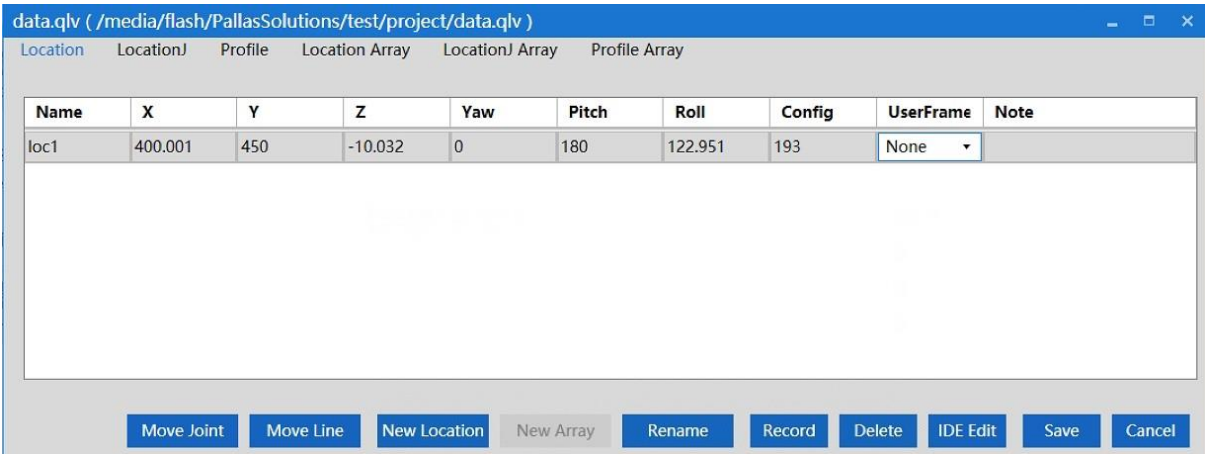 data.qlv ( /media/flash/PallasSolutions/test/project/data.qlv )
Location LocationJ Profile Location Array LocationJ Array Profile Array
Name X Y Z Yaw Pitch Roll Config UserFrame Note
loc1 400.001 450 -10.032 0 180 122.951 193 None
Move Joint Move Line New Location New Array Rename Record Delete IDE Edit Save Cancel